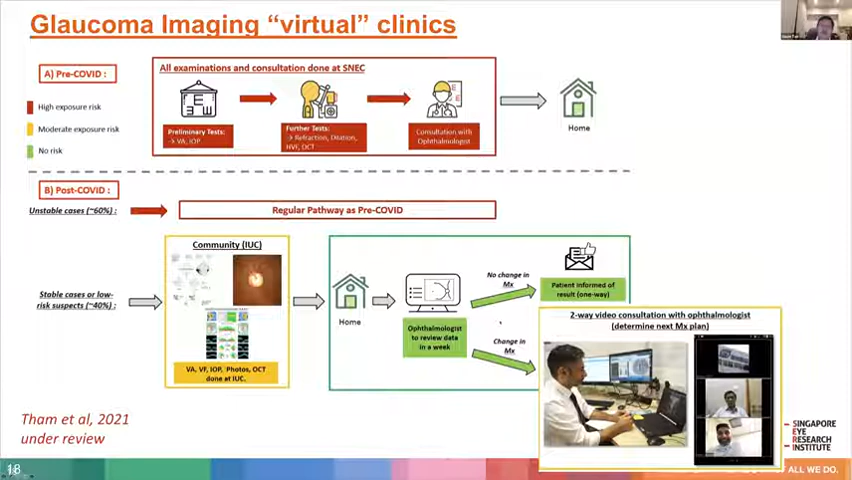 Glaucoma Imaging “virtual” clinics
A) Pre-COVID :
High exposure risk
Moderate exposure risk
No risk
All examinations and consultation done at SNEC
Preliminary Tests:
→ VA, IOP
Further Tests:
→ Refraction, Dilation,
HVF, OCT
Consultation with
Ophthalmologist
Home
B) Post-COVID :
Unstable cases (~60%) :
Regular Pathway as Pre-COVID
Stable cases or low-
risk suspects (~40%) :
Community (IUC)
VA, VF, IOP, Photos, OCT
done at IUC.
Home
Ophthalmologist
to review data
in a week
No change in
Mx
Change in
Mx
Patient informed of
result (one-way)
2-way video consultation with ophthalmologist
(determine next Mx plan)
Tham et al, 2021
under review
SINGAPORE
EYE
RESEARCH
INSTITUTE
18
ALL WE DO.